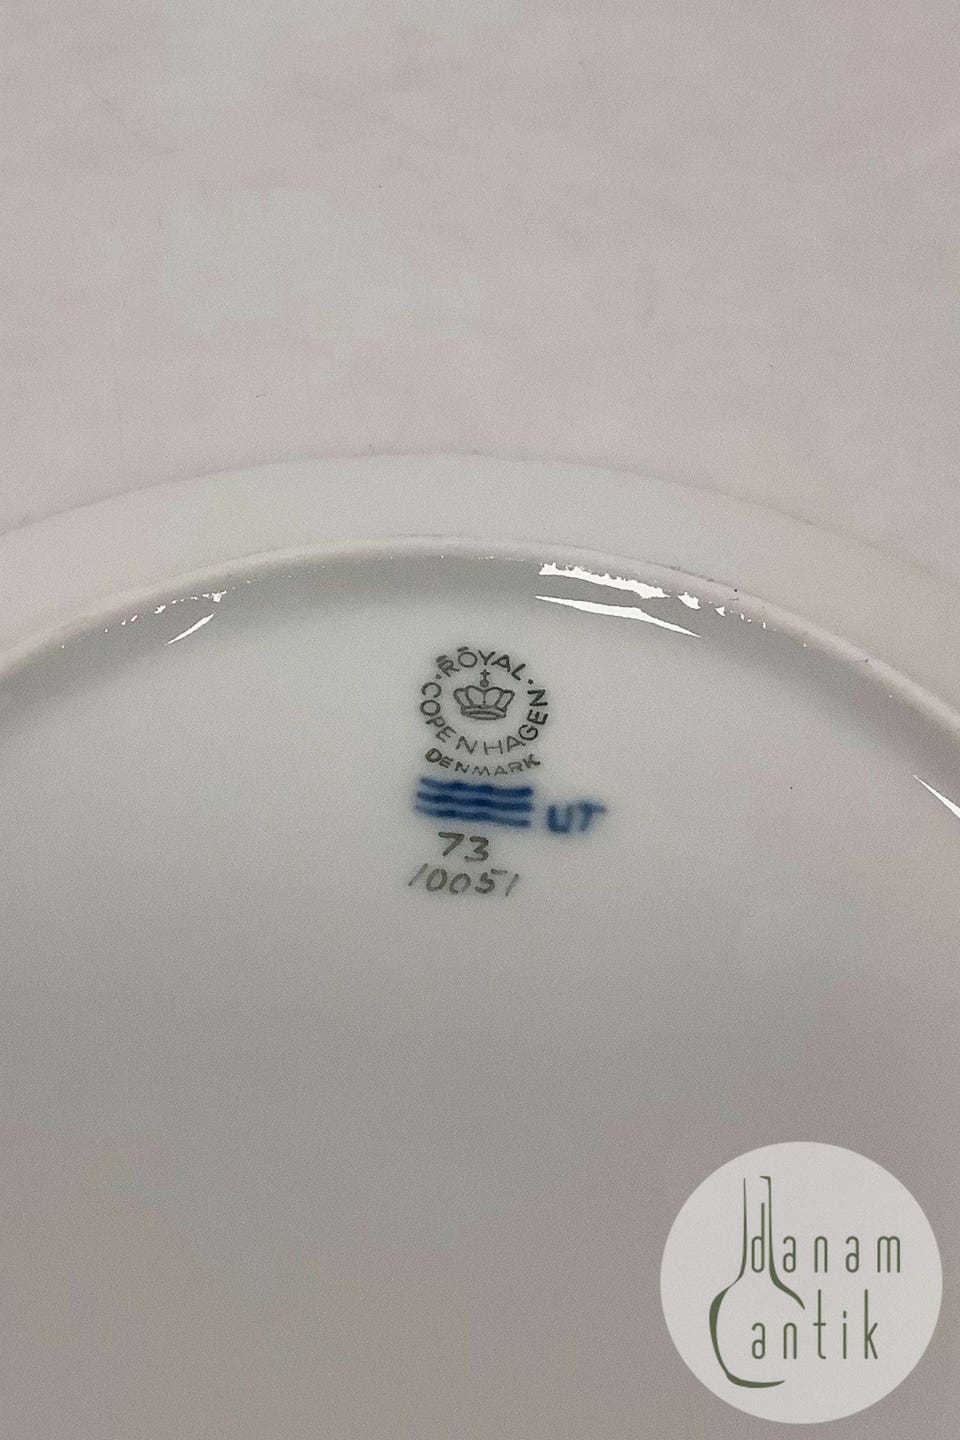 ROYAL
COPENHAGEN
DENMARK
UT
73
10051
danam
antik